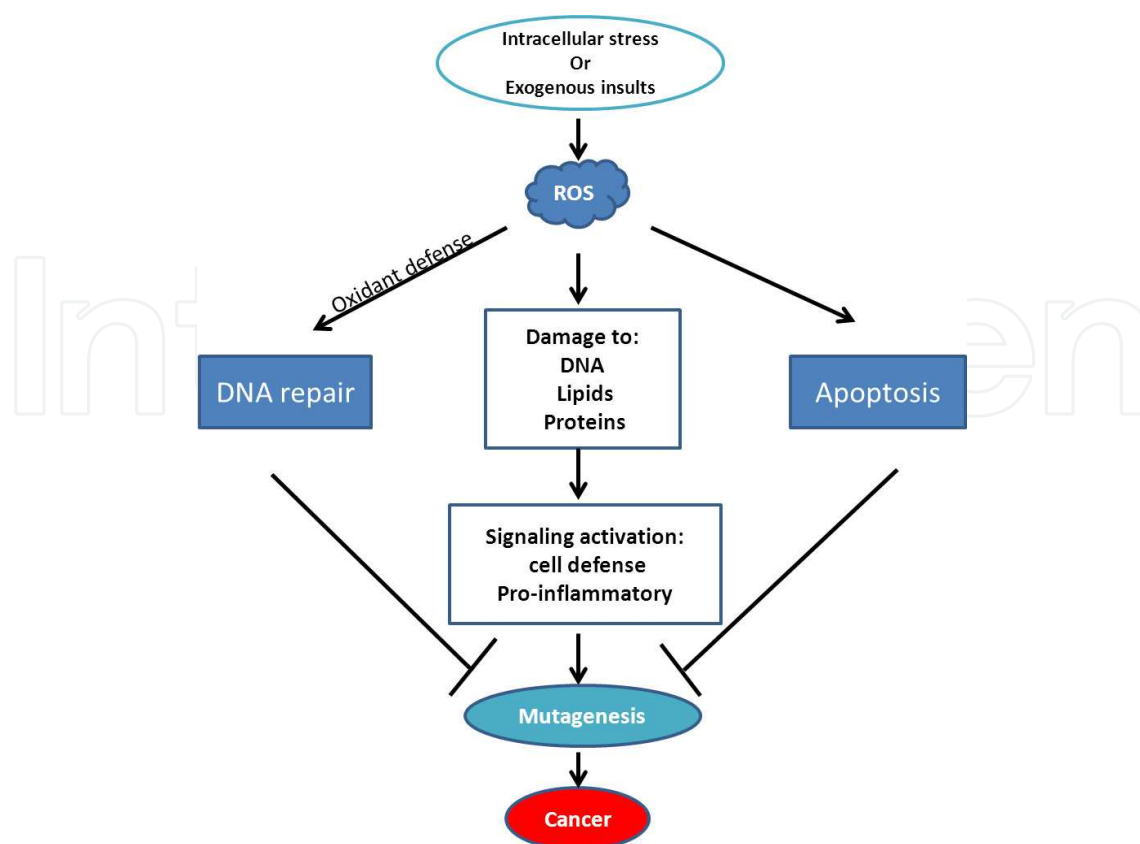 Intracellular stress
Or
Exogenous insults
ROS
Oxidant defense
Damage to:
DNA
Lipids
Proteins
DNA repair
Apoptosis
Signaling activation:
cell defense
Pro-inflammatory
Mutagenesis
Cancer